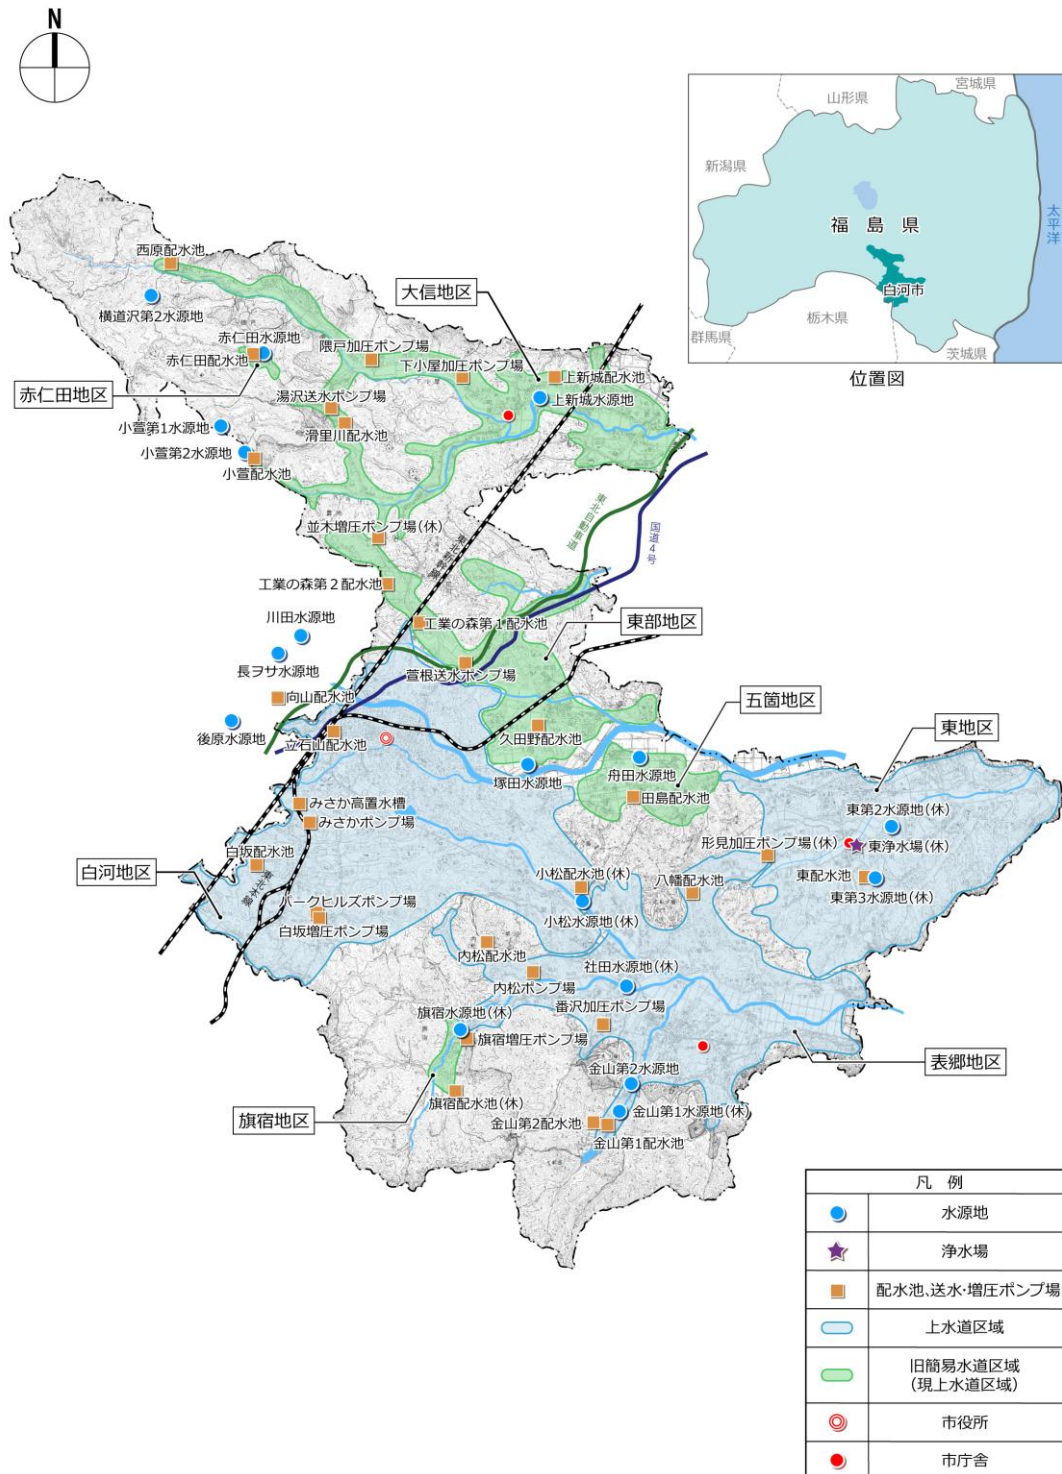 N
宮城県
山形県
新潟県
太平洋
福島県
白河市
栃木県
群馬県
茨城県
位置図
西原配水池
横道沢第2水源地
大信地区
赤仁田水源地
赤仁田配水池
隈戸加圧ポンプ場
下小屋加圧ポンプ場
上新城配水池
上新城水源地
赤仁田地区
湯沢送水ポンプ場
滑里川配水池
小萱第1水源地
小萱第2水源地
小萱配水池
東北自動車道
国道4号
並木増圧ポンプ場(休)
東北新幹線
工業の森第2配水池
工業の森第1配水池
川田水源地
東部地区
長ヲサ水源地
萱根送水ポンプ場
向山配水池
五箇地区
後原水源地
立石山配水池
久田野配水池
東地区
塚田水源地
舟田水源地
田島配水池
みさか高置水槽
みさかポンプ場
東第2水源地(休)
形見加圧ポンプ場(休)
東浄水場(休)
白坂配水池
白河地区
東北本線
小松配水池(休)
八幡配水池
東配水池
東第3水源地(休)
小松水源地(休)
パークヒルズポンプ場
白坂増圧ポンプ場
内松配水池
社田水源地(休)
内松ポンプ場
番沢加圧ポンプ場
旗宿水源地(休)
旗宿増圧ポンプ場
表郷地区
金山第2水源地
旗宿配水池(休)
旗宿地区
金山第1水源地(休)
金山第2配水池
金山第1配水池
凡例
水源地
浄水場
配水池、送水・増圧ポンプ場
上水道区域
旧簡易水道区域
(現上水道区域)
市役所
市庁舎